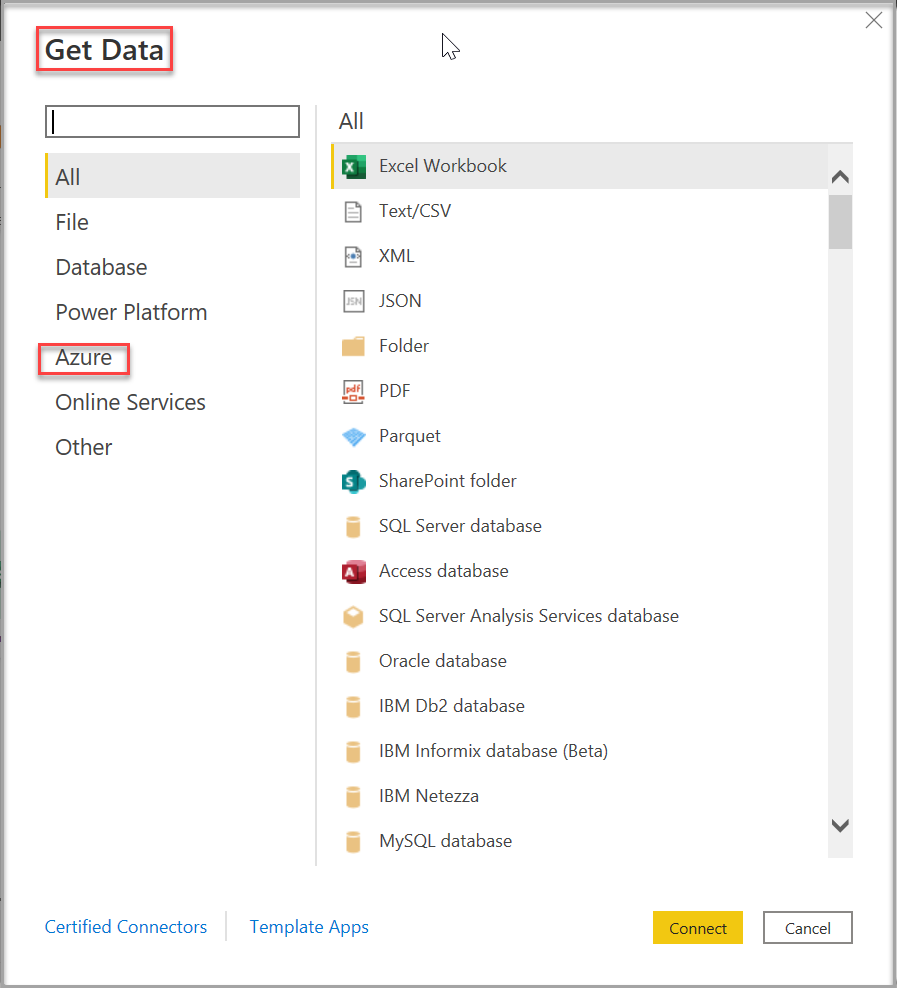 Get Data
All
File
Database
Power Platform
Azure
Online Services
Other
All
Excel Workbook
Text/CSV
XML
JSN
JSON
Folder
pdf
PDF
Parquet
S
SharePoint folder
SQL Server database
A
Access database
SQL Server Analysis Services database
Oracle database
IBM Db2 database
IBM Informix database (Beta)
IBM Netezza
MySQL database
Certified Connectors
Template Apps
Connect
Cancel